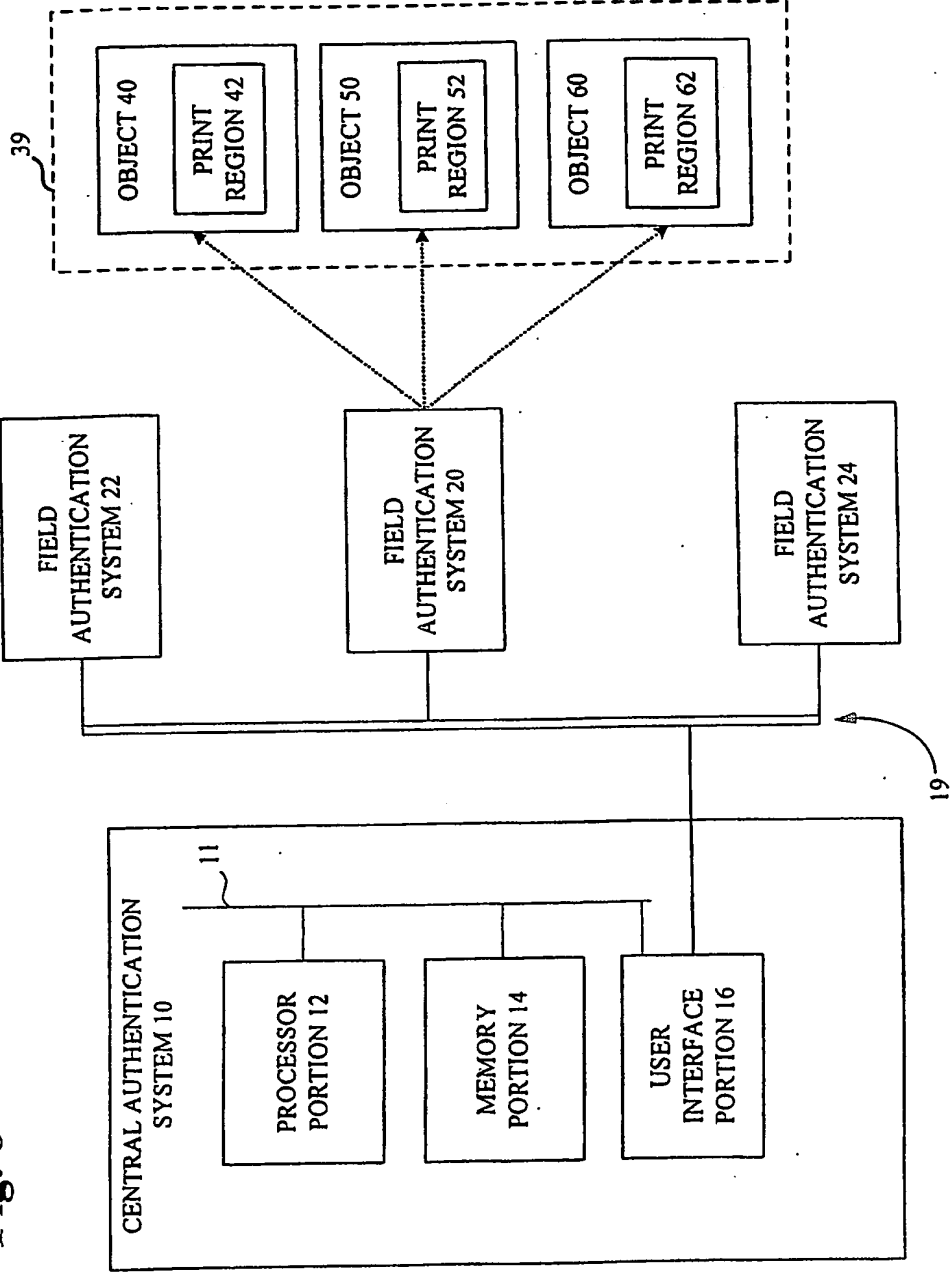 Fig.
CENTRAL AUTHENTICATION
SYSTEM 10
11
PROCESSOR
PORTION 12
MEMORY
PORTION 14
USER
INTERFACE
PORTION 16
19
FIELD
AUTHENTICATION
SYSTEM 22
FIELD
AUTHENTICATION
SYSTEM 20
FIELD
AUTHENTICATION
SYSTEM 24
39
OBJECT 40
PRINT
REGION 42
OBJECT 50
PRINT
REGION 52
OBJECT 60
PRINT
REGION 62